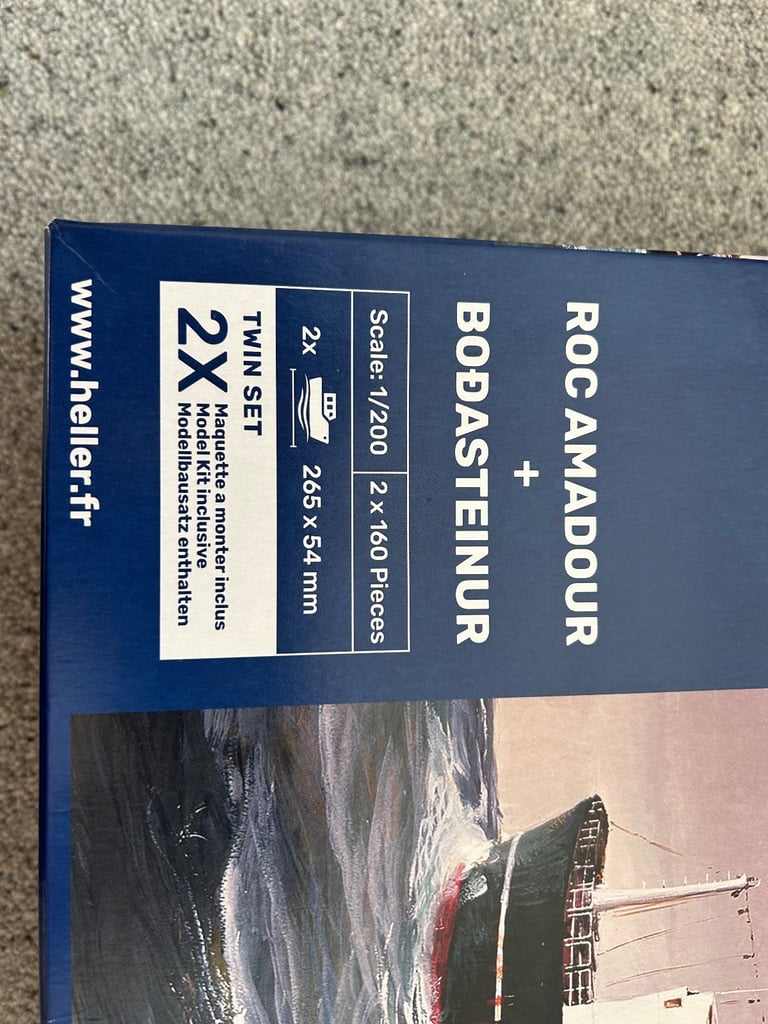 ROC AMADOUR
+
BOĐASTEINUR
Scale: 1/200
2 x 160 Pieces
2x
265 x 54 mm
TWIN SET
2X
Maquette a monter inclus
Model Kit inclusive
Modellbausatz enthalten
www.heller.fr